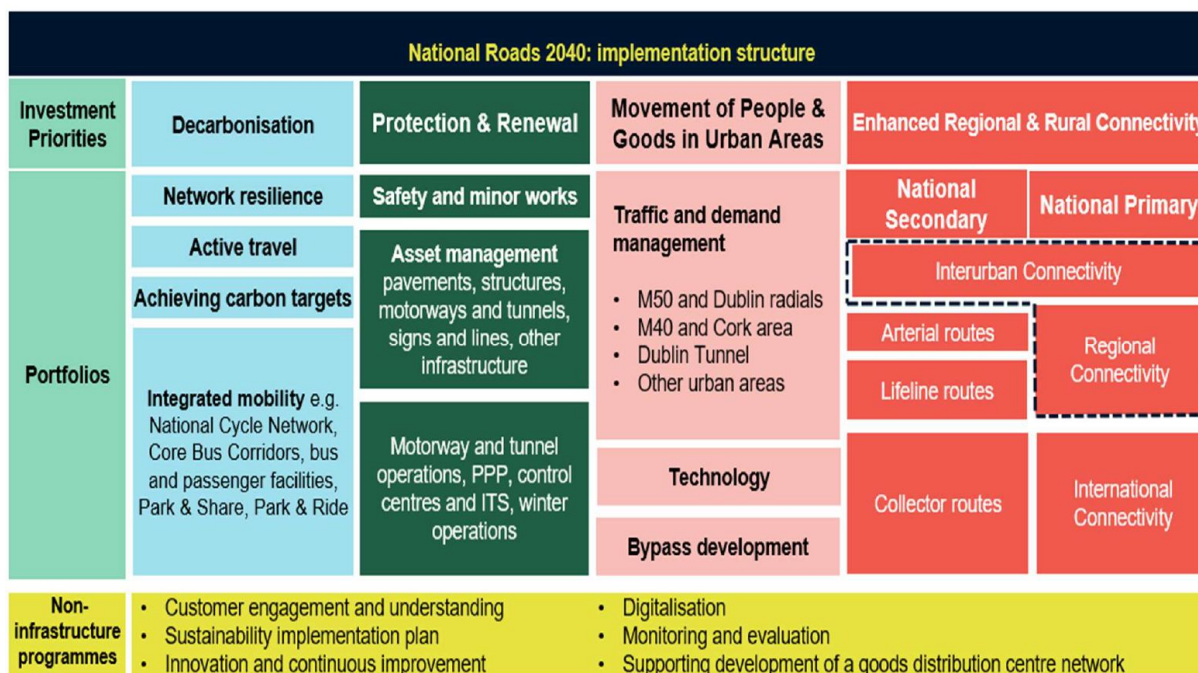 National Roads 2040: implementation structure
Investment
Priorities
Decarbonisation
Protection & Renewal
Movement of People &
Goods in Urban Areas
Enhanced Regional & Rural Connectivity
Portfolios
Network resilience
Active travel
Achieving carbon targets
Integrated mobility e.g.
National Cycle Network,
Core Bus Corridors, bus
and passenger facilities,
Park & Share, Park & Ride
Safety and minor works
Asset management
pavements, structures,
motorways and tunnels,
signs and lines, other
infrastructure
Motorway and tunnel
operations, PPP, control
centres and ITS, winter
operations
Traffic and demand
management
• M50 and Dublin radials
• M40 and Cork area
• Dublin Tunnel
• Other urban areas
Technology
Bypass development
National
Secondary
National Primary
Interurban Connectivity
Arterial routes
Lifeline routes
Collector routes
Regional
Connectivity
International
Connectivity
Non-
infrastructure
programmes
• Customer engagement and understanding
• Sustainability implementation plan
• Innovation and continuous improvement
• Digitalisation
• Monitoring and evaluation
• Supporting development of a goods distribution centre network